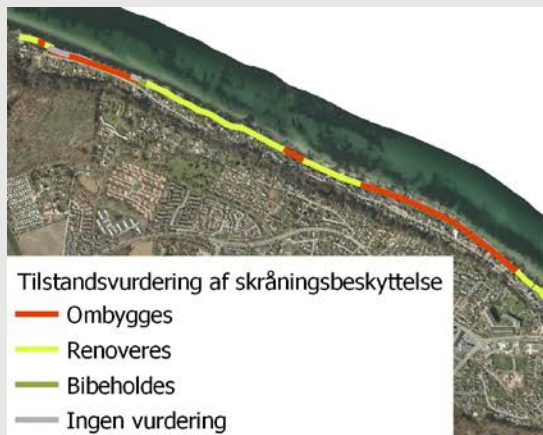 Tilstandsvurdering af skråningsbeskyttelse
Ombygges
Renoveres
Bibeholdes
Ingen vurdering